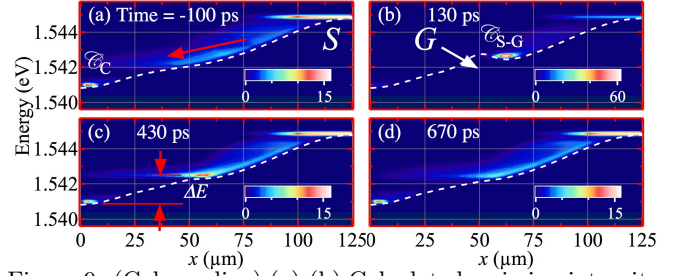 (a) Time = -100 ps
S
𝒞C
0 15
(b) 130 ps
G
𝒞S-G
0 60
1.544
1.542
1.540
Energy (eV)
(c) 430 ps
ΔE
0 15
(d) 670 ps
0 15
1.544
1.542
1.540
0 25 50 75 100 125
25 50 75 100 125
x (μm)
x (μm)